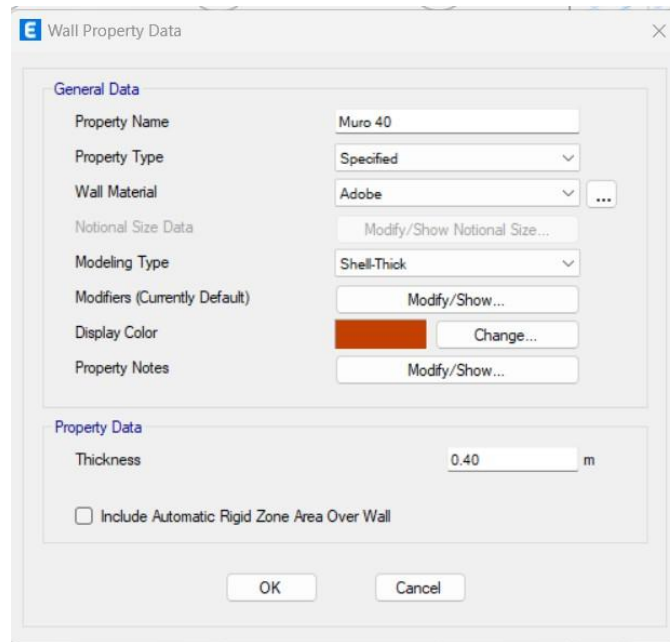 E Wall Property Data
General Data
Property Name Muro 40
Property Type Specified
Wall Material Adobe ...
Notional Size Data Modify/Show Notional Size...
Modeling Type Shell-Thick
Modifiers (Currently Default) Modify/Show...
Display Color Change...
Property Notes Modify/Show...
Property Data
Thickness 0.40 m
Include Automatic Rigid Zone Area Over Wall
OK Cancel